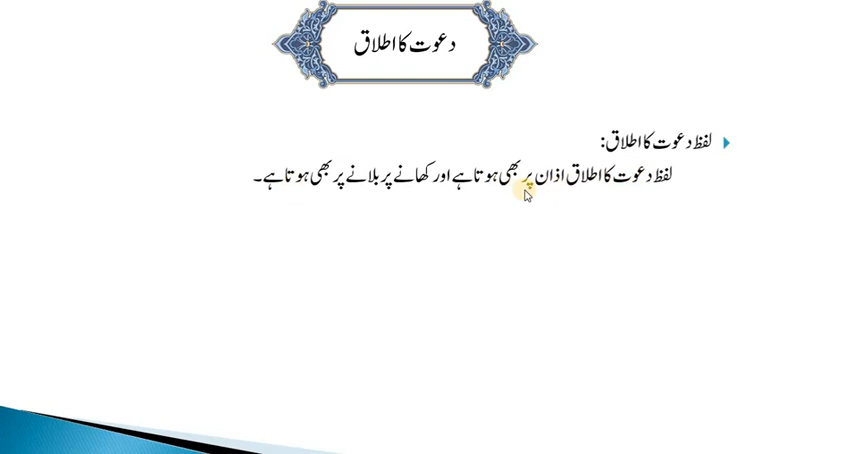 دعوت کا اطلاق
لفظ دعوت کا اطلاق:
لفظ دعوت کا اطلاق اذان پر بھی ہوتا ہے اور کھانے پر بلانے پر بھی ہوتا ہے۔